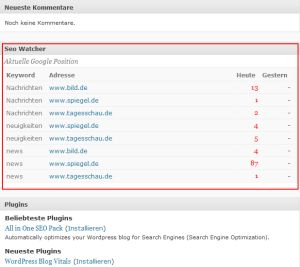 Neueste Kommentare
Noch keine Kommentare.
Seo Watcher
Aktuelle Google Position
Keyword Adresse Heute Gestern
Nachrichten www.bild.de 13 -
Nachrichten www.spiegel.de 1 -
Nachrichten www.tagesschau.de 2 -
neuigkeiten www.spiegel.de 4 -
neuigkeiten www.tagesschau.de 5 -
news www.bild.de 4 -
news www.spiegel.de 87 -
news www.tagesschau.de 1 -
Plugins
Beliebteste Plugins
All in One SEO Pack (Installieren)
Automatically optimizes your Wordpress blog for Search Engines (Search Engine Optimization).
Neueste Plugins
WordPress Blog Vitals (Installieren)